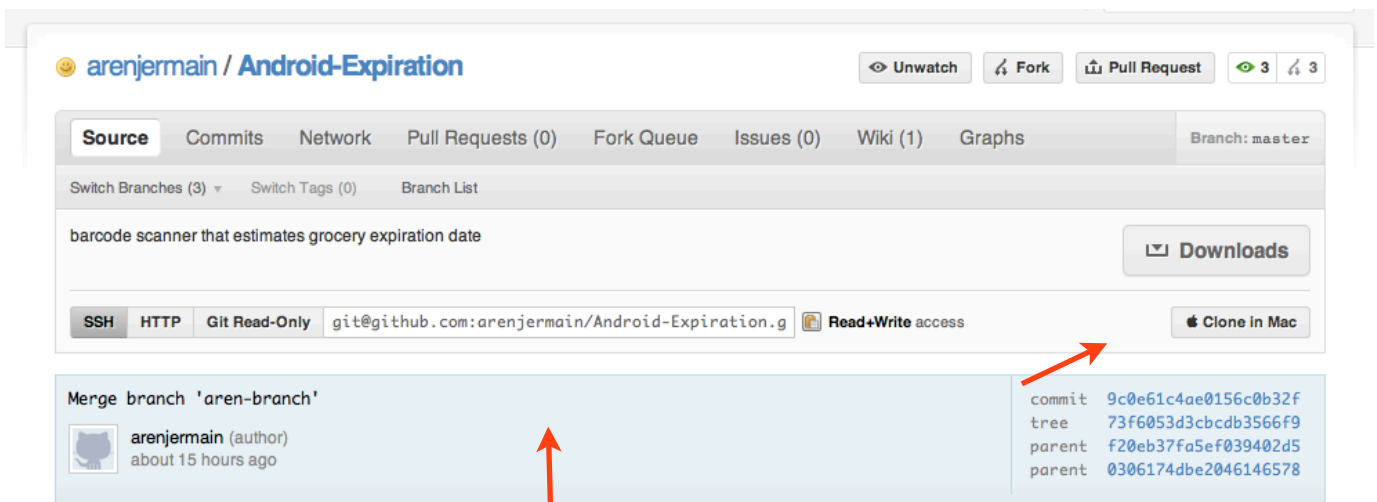 arenjermain / Android-Expiration
Unwatch Fork Pull Request 3 3
Source Commits Network Pull Requests (0) Fork Queue Issues (0) Wiki (1) Graphs Branch: master
Switch Branches (3) Switch Tags (0) Branch List
barcode scanner that estimates grocery expiration date
Downloads
SSH HTTP Git Read-Only git@github.com:arenjermain/Android-Expiration.g Read+Write access Clone in Mac
Merge branch 'aren-branch'
arenjermain (author)
about 15 hours ago
commit 9c0e61c4ae0156c0b32f
tree 73f6053d3cbcdb3566f9
parent f20eb37fa5ef039402d5
parent 0306174dbe2046146578